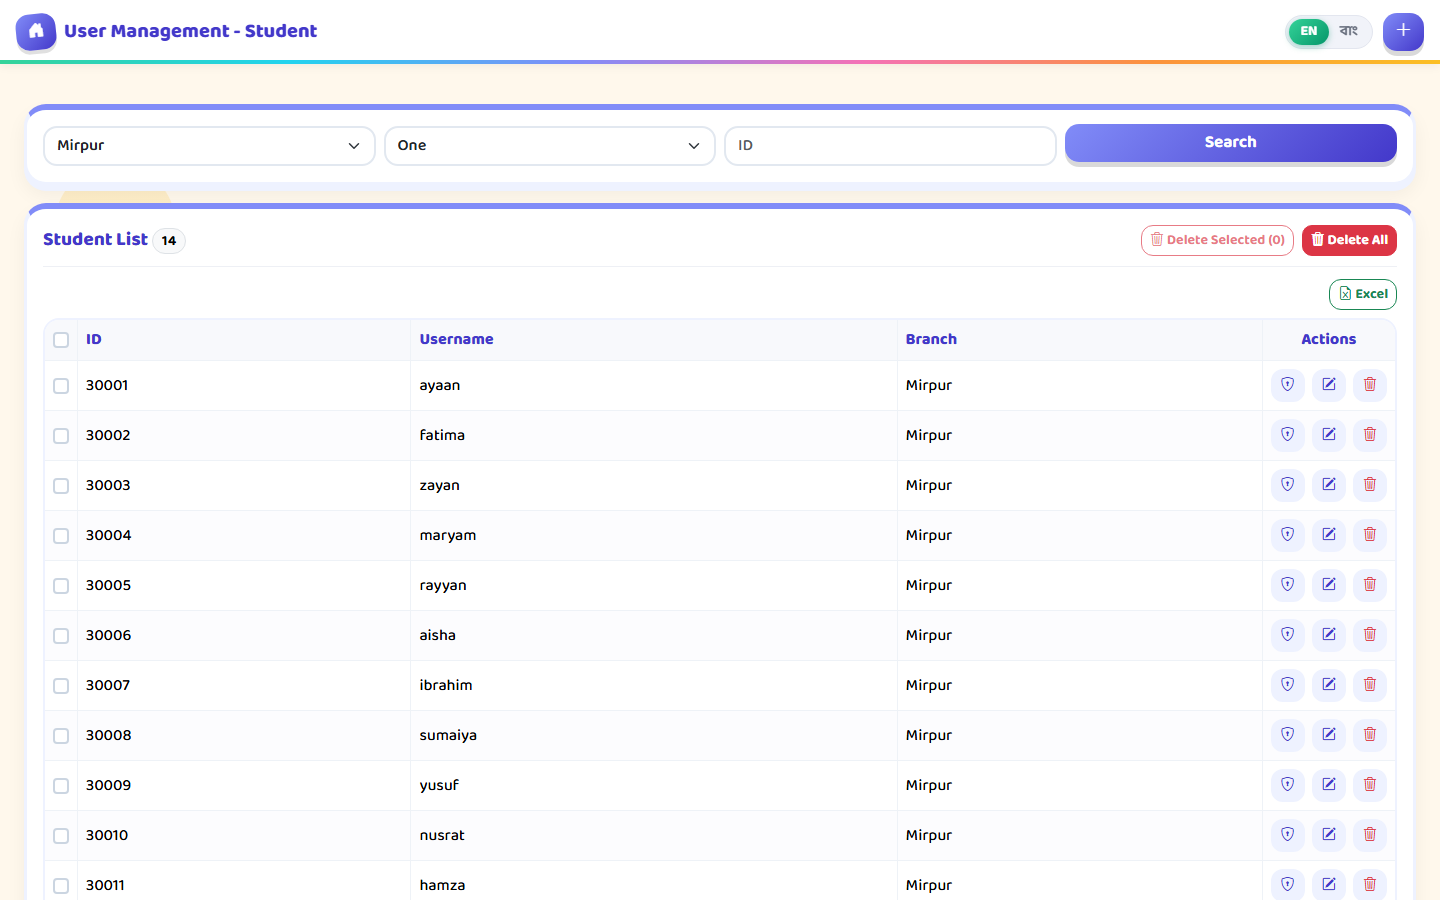 User Management - Student
EN বাং
Mirpur One ID Search
Student List 14 Delete Selected (0) Delete All
Excel
ID Username Branch Actions
30001 ayaan Mirpur
30002 fatima Mirpur
30003 zayan Mirpur
30004 maryam Mirpur
30005 rayyan Mirpur
30006 aisha Mirpur
30007 ibrahim Mirpur
30008 sumaiya Mirpur
30009 yusuf Mirpur
30010 nusrat Mirpur
30011 hamza Mirpur